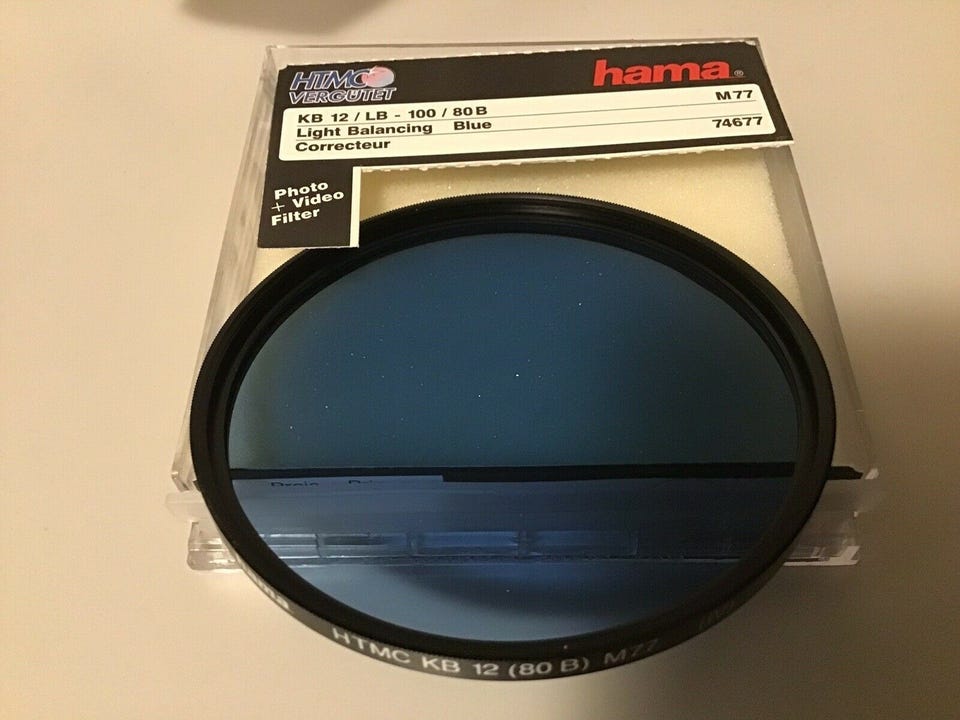 HTMC
VERGÜTET
hama®
KB 12 / LB - 100 / 80 B
M 77
Light Balancing Blue
74677
Correcteur
Photo
+ Video
Filter
HTMC KB 12 (80 B) M77